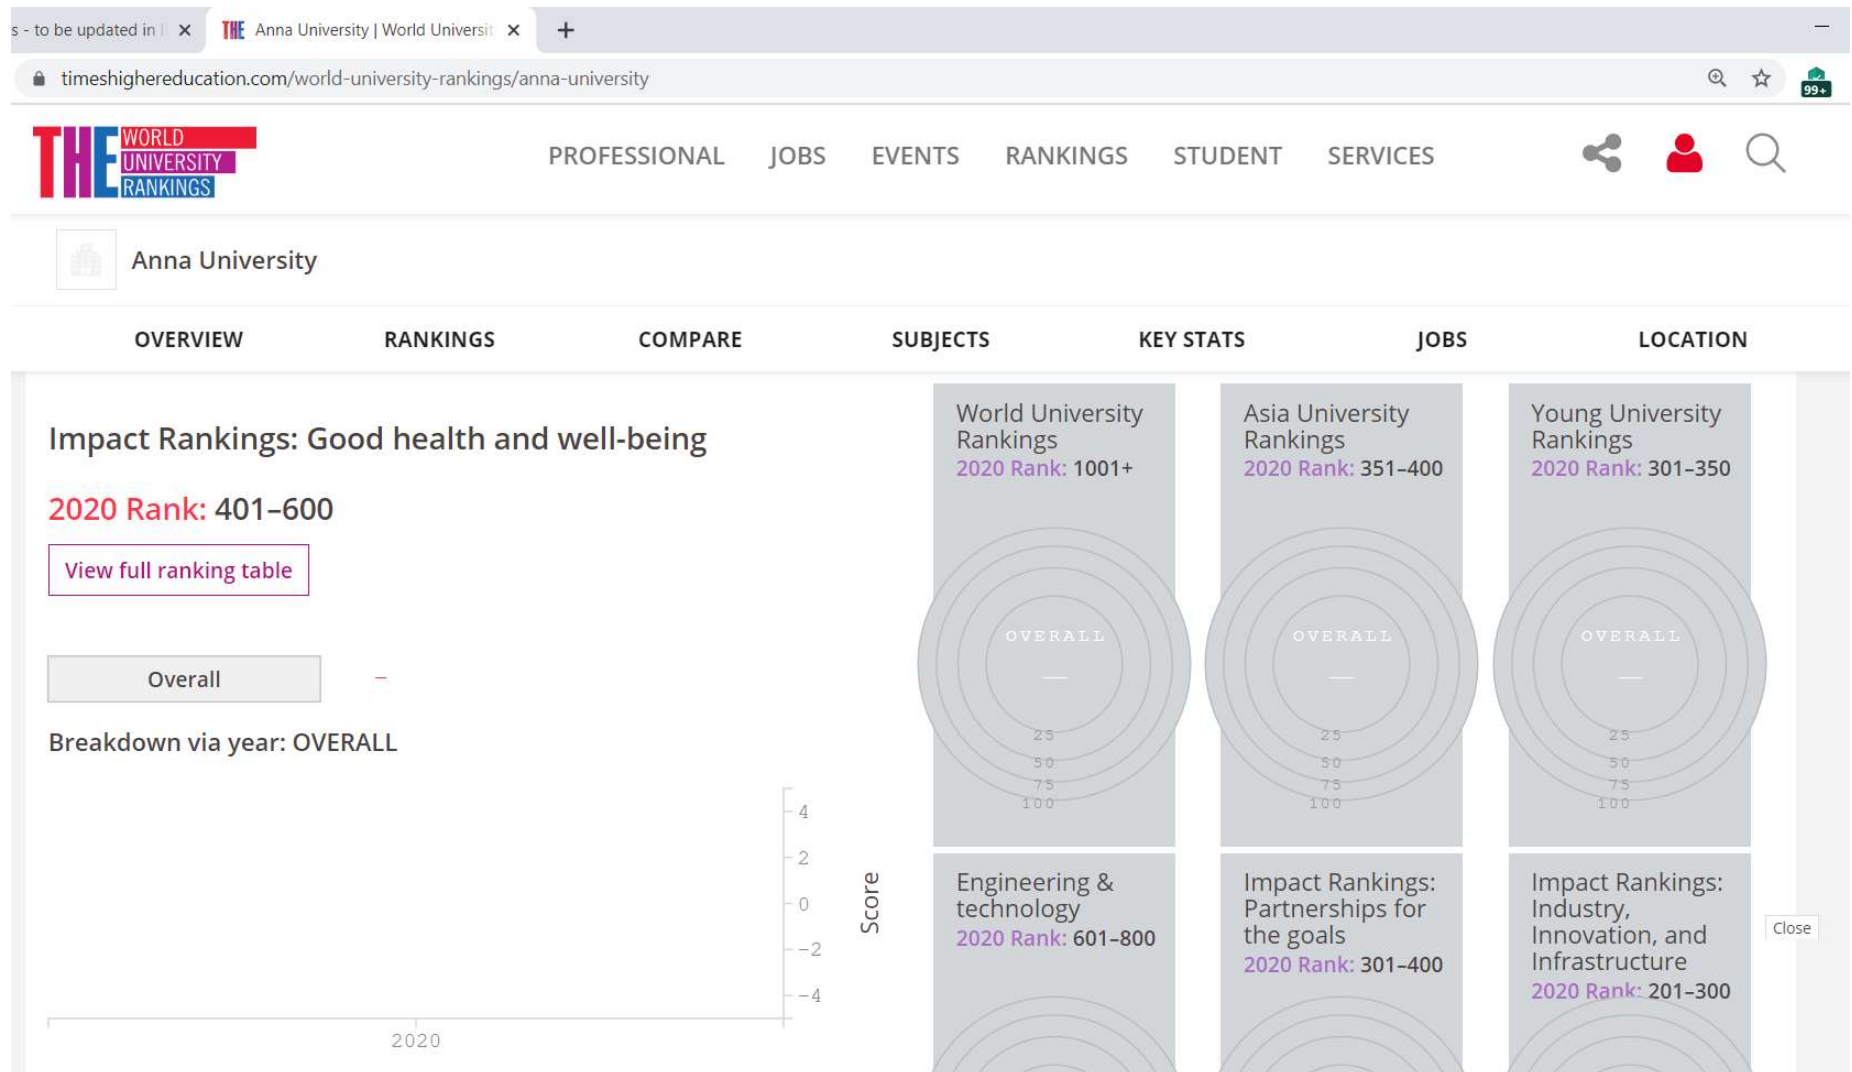 s - to be updated in
Anna University | World Universit
timeshighereducation.com/world-university-rankings/anna-university
99+
THE WORLD UNIVERSITY RANKINGS
PROFESSIONAL JOBS EVENTS RANKINGS STUDENT SERVICES
Anna University
OVERVIEW RANKINGS COMPARE SUBJECTS KEY STATS JOBS LOCATION
Impact Rankings: Good health and well-being
2020 Rank: 401–600
View full ranking table
Overall –
Breakdown via year: OVERALL
4
2
0
-2
-4
Score
2020
World University
Rankings
2020 Rank: 1001+
OVERALL
—
25
50
75
100
Asia University
Rankings
2020 Rank: 351–400
OVERALL
—
25
50
75
100
Young University
Rankings
2020 Rank: 301–350
OVERALL
—
25
50
75
100
Engineering &
technology
2020 Rank: 601–800
Impact Rankings:
Partnerships for
the goals
2020 Rank: 301–400
Impact Rankings:
Industry,
Innovation, and
Infrastructure
2020 Rank: 201–300
Close